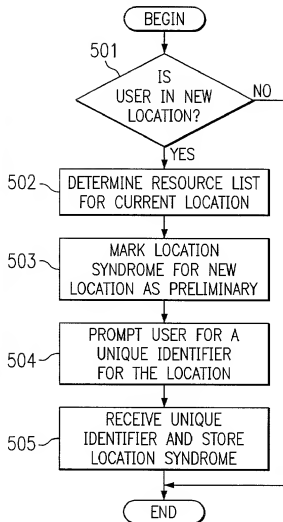 BEGIN
501
IS
USER IN NEW
LOCATION?
NO
YES
502
DETERMINE RESOURCE LIST
FOR CURRENT LOCATION
503
MARK LOCATION
SYNDROME FOR NEW
LOCATION AS PRELIMINARY
504
PROMPT USER FOR A
UNIQUE IDENTIFIER
FOR THE LOCATION
505
RECEIVE UNIQUE
IDENTIFIER AND STORE
LOCATION SYNDROME
END